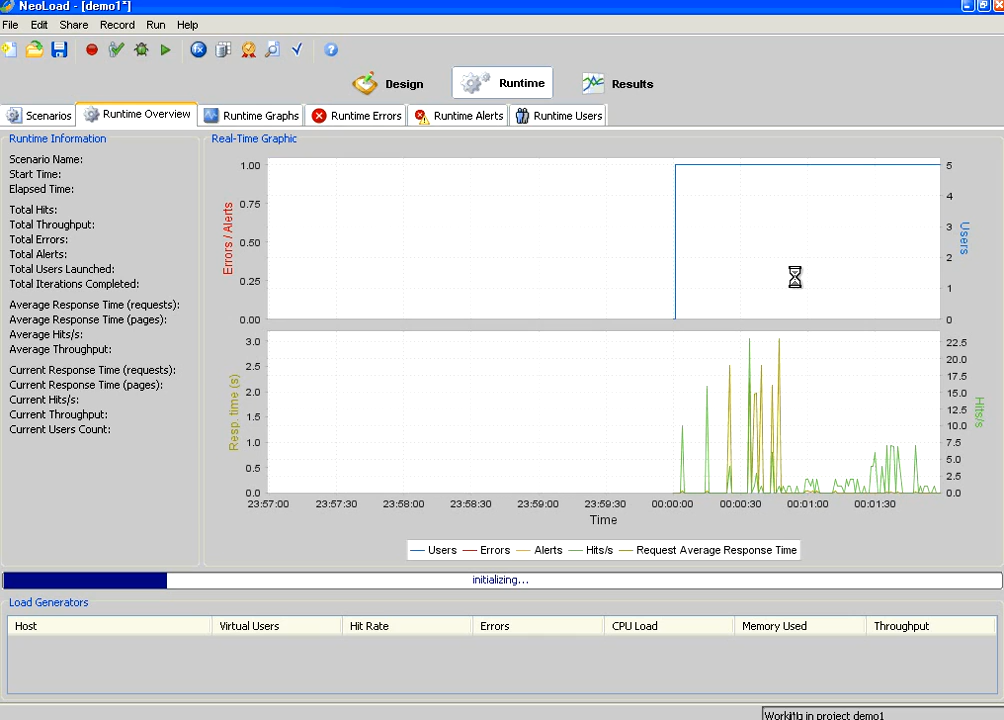 NeoLoad - [demo1*]
File Edit Share Record Run Help
Design Runtime Results
Scenarios Runtime Overview Runtime Graphs Runtime Errors Runtime Alerts Runtime Users
Runtime Information
Scenario Name:
Start Time:
Elapsed Time:
Total Hits:
Total Throughput:
Total Errors:
Total Alerts:
Total Users Launched:
Total Iterations Completed:
Average Response Time (requests):
Average Response Time (pages):
Average Hits/s:
Average Throughput:
Current Response Time (requests):
Current Response Time (pages):
Current Hits/s:
Current Throughput:
Current Users Count:
Real-Time Graphic
Errors / Alerts
1.00
0.75
0.50
0.25
0.00
5
4
3
2
1
0
Users
Resp. time (s)
3.0
2.5
2.0
1.5
1.0
0.5
0.0
22.5
20.0
17.5
15.0
12.5
10.0
7.5
5.0
2.5
0.0
Hits/s
23:57:00 23:57:30 23:58:00 23:58:30 23:59:00 23:59:30 00:00:00 00:00:30 00:01:00 00:01:30
Time
Users Errors Alerts Hits/s Request Average Response Time
initializing...
Load Generators
Host Virtual Users Hit Rate Errors CPU Load Memory Used Throughput
Working in project demo1